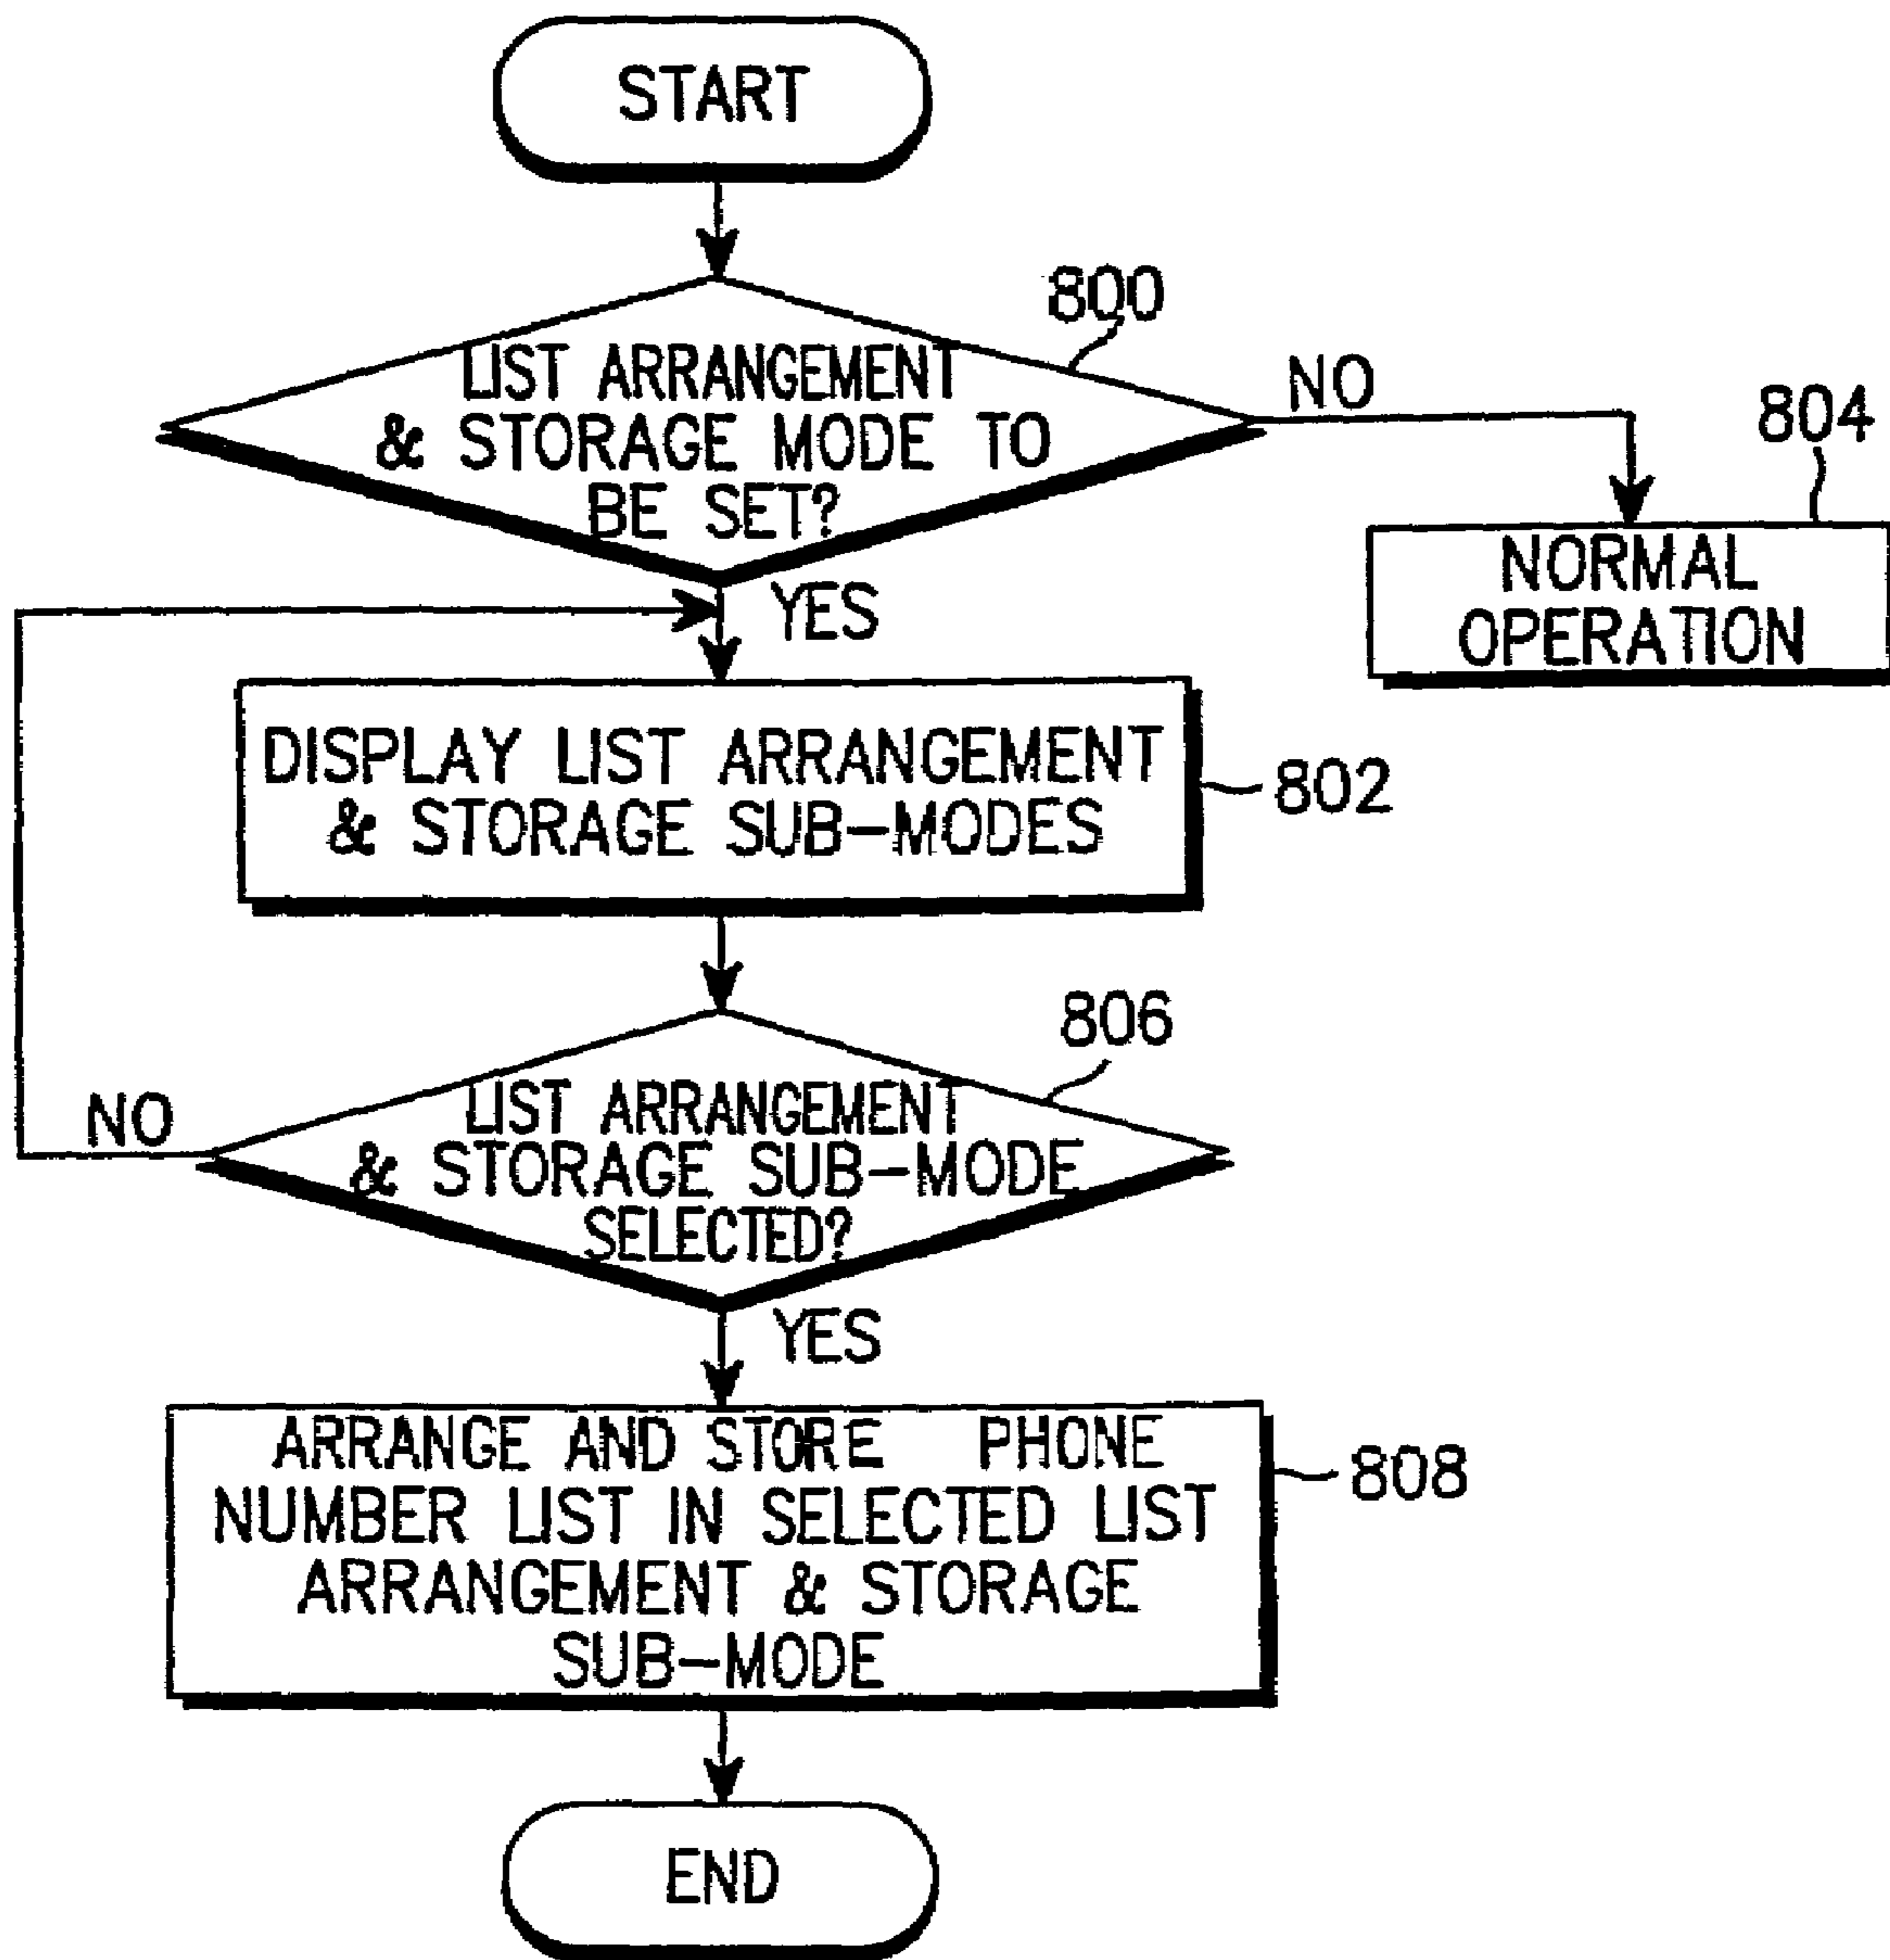 START
800
LIST ARRANGEMENT
& STORAGE MODE TO
BE SET?
NO
804
NORMAL
OPERATION
YES
DISPLAY LIST ARRANGEMENT
& STORAGE SUB-MODES
802
806
LIST ARRANGEMENT
& STORAGE SUB-MODE
SELECTED?
NO
YES
ARRANGE AND STORE PHONE
NUMBER LIST IN SELECTED LIST
ARRANGEMENT & STORAGE
SUB-MODE
808
END